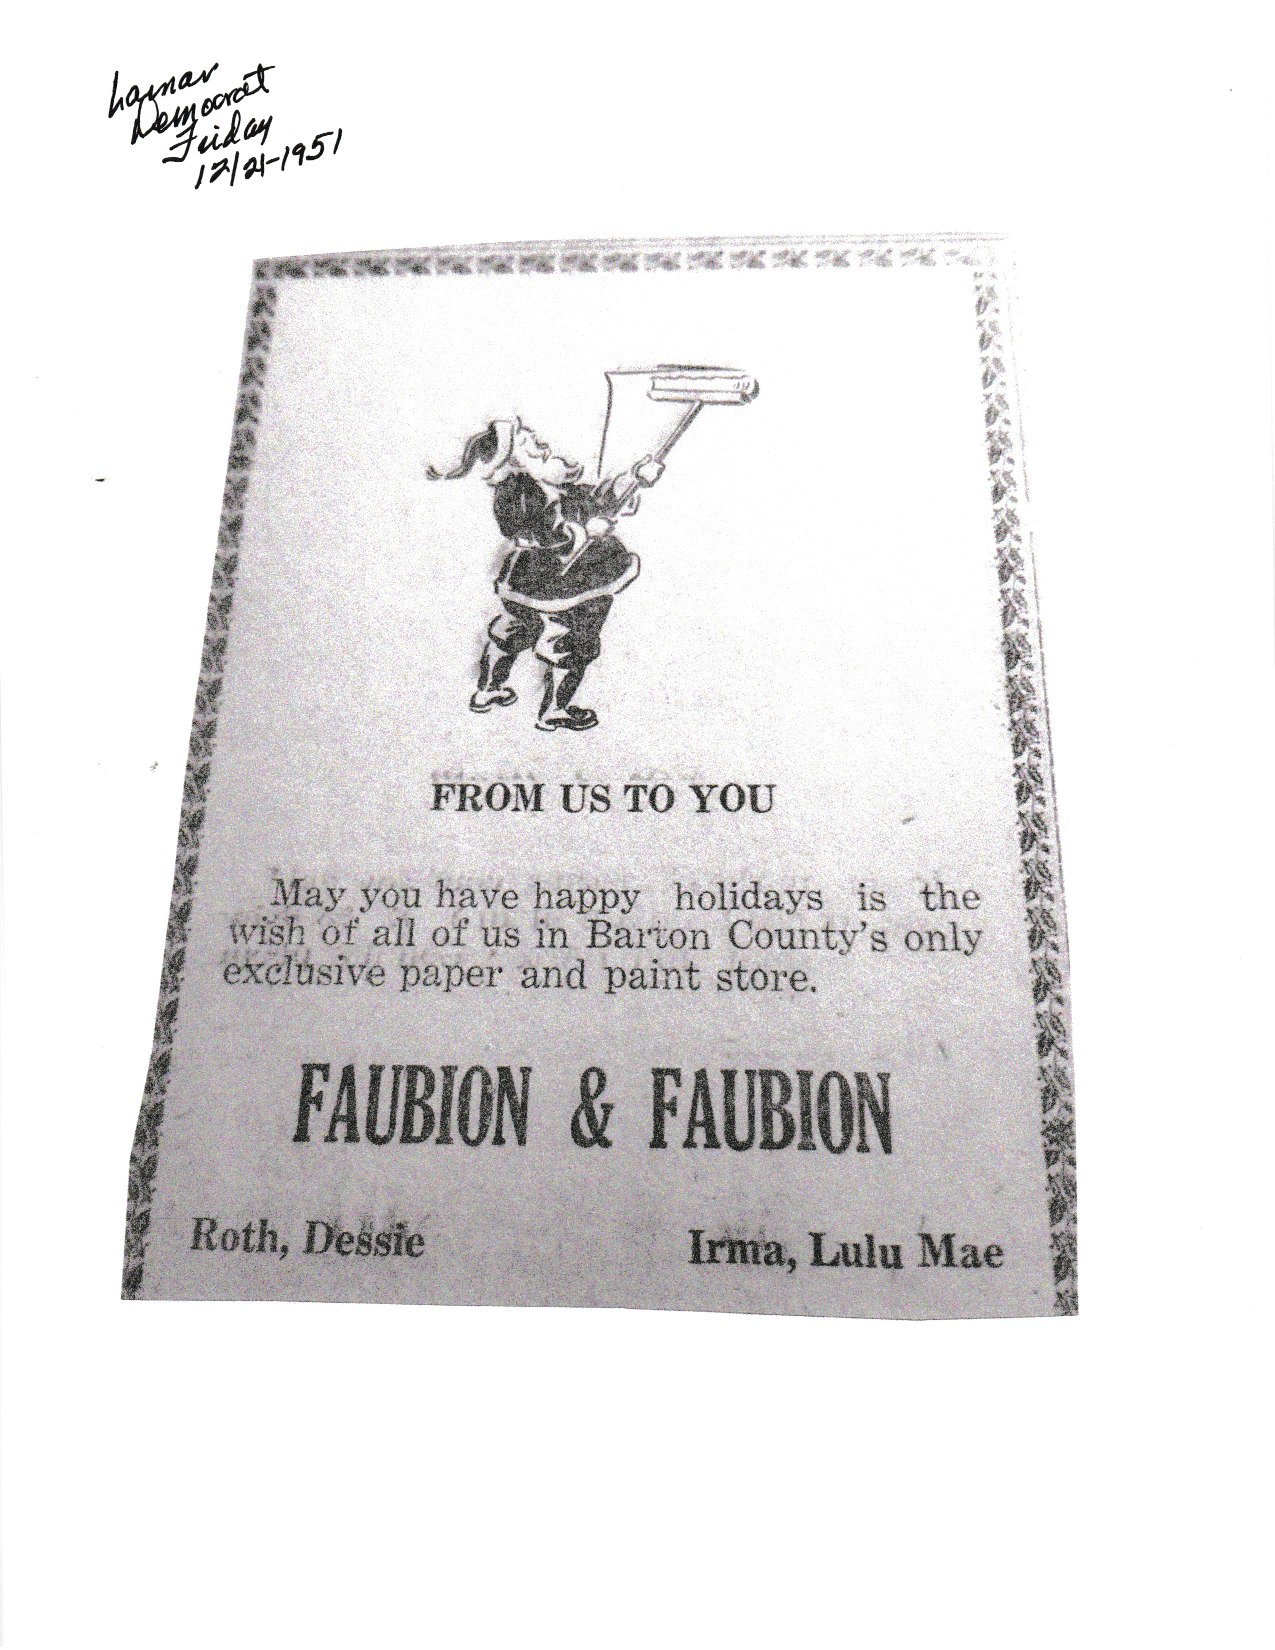 Lamar
Democrat
Friday
12/21-1951
FROM US TO YOU
May you have happy holidays is the
wish of all of us in Barton County's only
exclusive paper and paint store.
FAUBION & FAUBION
Roth, Dessie Irma, Lulu Mae